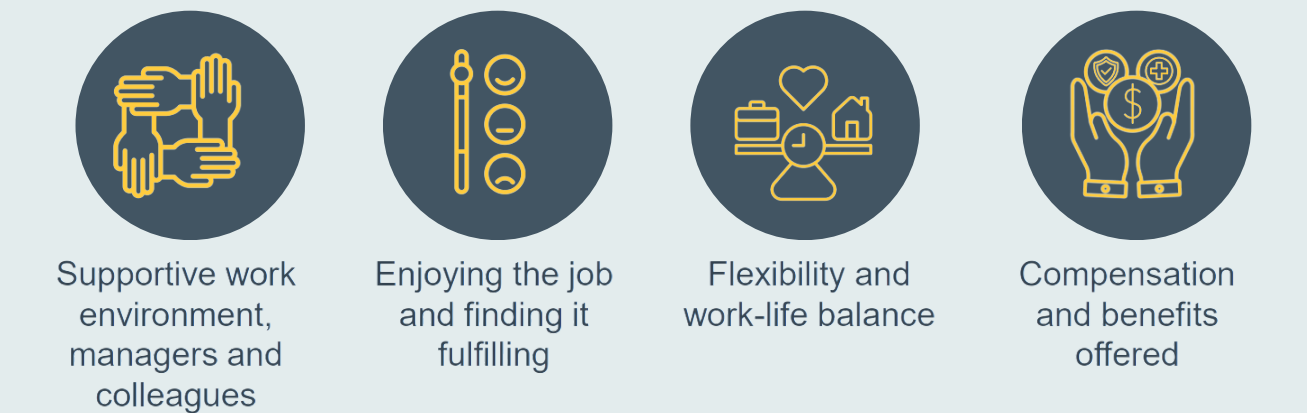 Supportive work
environment,
managers and
colleagues
Enjoying the job
and finding it
fulfilling
Flexibility and
work-life balance
Compensation
and benefits
offered
$